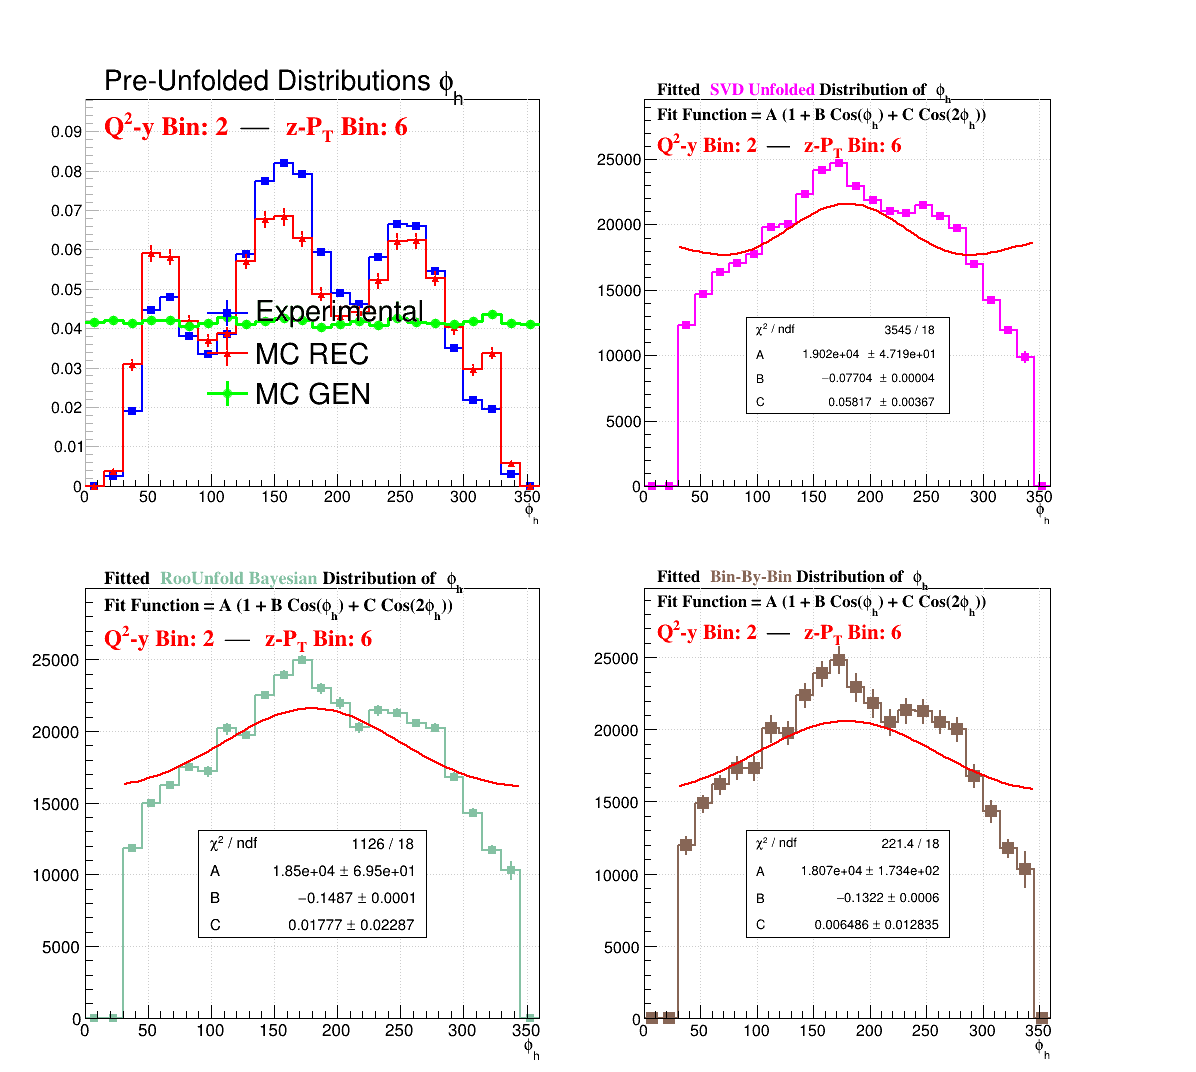 Pre-Unfolded Distributions ϕh
Q²-y Bin: 2 — z-PT Bin: 6
0.09
0.08
0.07
0.06
0.05
0.04
0.03
0.02
0.01
0
Experimental
MC REC
MC GEN
0 50 100 150 200 250 300 350
ϕh
Fitted SVD Unfolded Distribution of ϕh
Fit Function = A (1 + B Cos(ϕh) + C Cos(2ϕh))
Q²-y Bin: 2 — z-PT Bin: 6
25000
20000
15000
10000
5000
0
χ² / ndf 3545 / 18
A 1.902e+04 ± 4.719e+01
B −0.07704 ± 0.00004
C 0.05817 ± 0.00367
0 50 100 150 200 250 300 350
ϕh
Fitted RooUnfold Bayesian Distribution of ϕh
Fit Function = A (1 + B Cos(ϕh) + C Cos(2ϕh))
Q²-y Bin: 2 — z-PT Bin: 6
25000
20000
15000
10000
5000
0
χ² / ndf 1126 / 18
A 1.85e+04 ± 6.95e+01
B −0.1487 ± 0.0001
C 0.01777 ± 0.02287
0 50 100 150 200 250 300 350
ϕh
Fitted Bin-By-Bin Distribution of ϕh
Fit Function = A (1 + B Cos(ϕh) + C Cos(2ϕh))
Q²-y Bin: 2 — z-PT Bin: 6
25000
20000
15000
10000
5000
0
χ² / ndf 221.4 / 18
A 1.807e+04 ± 1.734e+02
B −0.1322 ± 0.0006
C 0.006486 ± 0.012835
0 50 100 150 200 250 300 350
ϕh